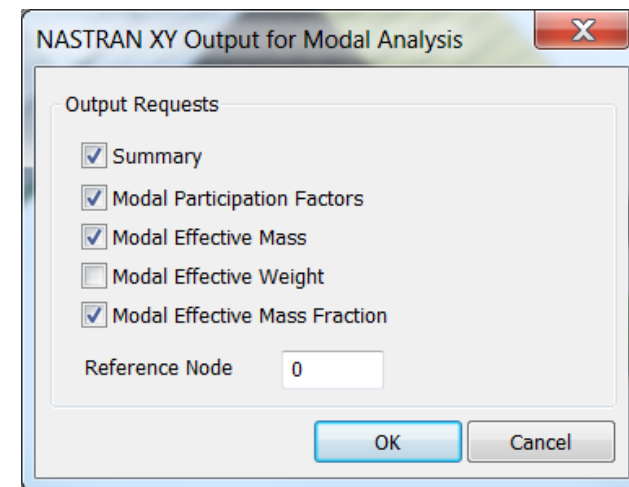 NASTRAN XY Output for Modal Analysis
Output Requests
Summary
Modal Participation Factors
Modal Effective Mass
Modal Effective Weight
Modal Effective Mass Fraction
Reference Node 0
OK Cancel